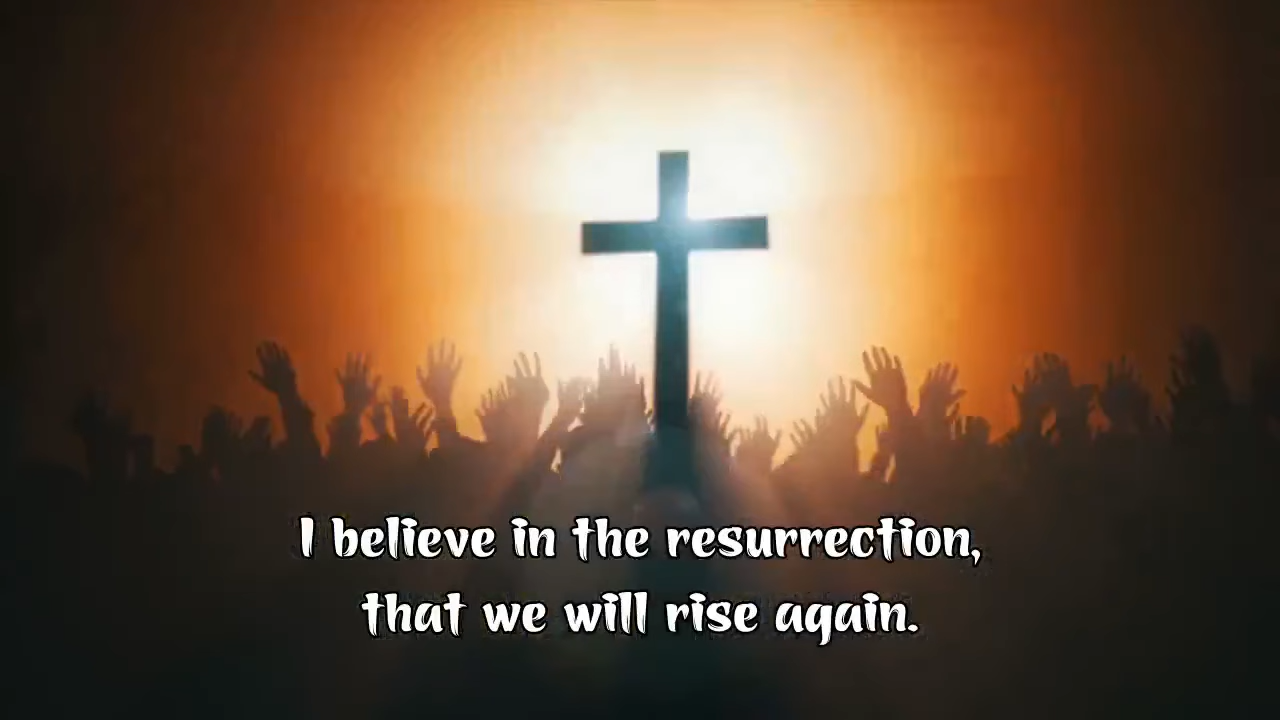 I believe in the resurrection,
that we will rise again.